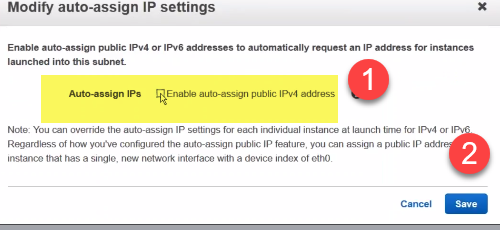 Modify auto-assign IP settings
Enable auto-assign public IPv4 or IPv6 addresses to automatically request an IP address for instances
launched into this subnet.
1
Auto-assign IPs Enable auto-assign public IPv4 address
Note: You can override the auto-assign IP settings for each individual instance at launch time for IPv4 or IPv6.
Regardless of how you've configured the auto-assign public IP feature, you can assign a public IP
instance that has a single, new network interface with a device index of eth0.
2
Cancel Save